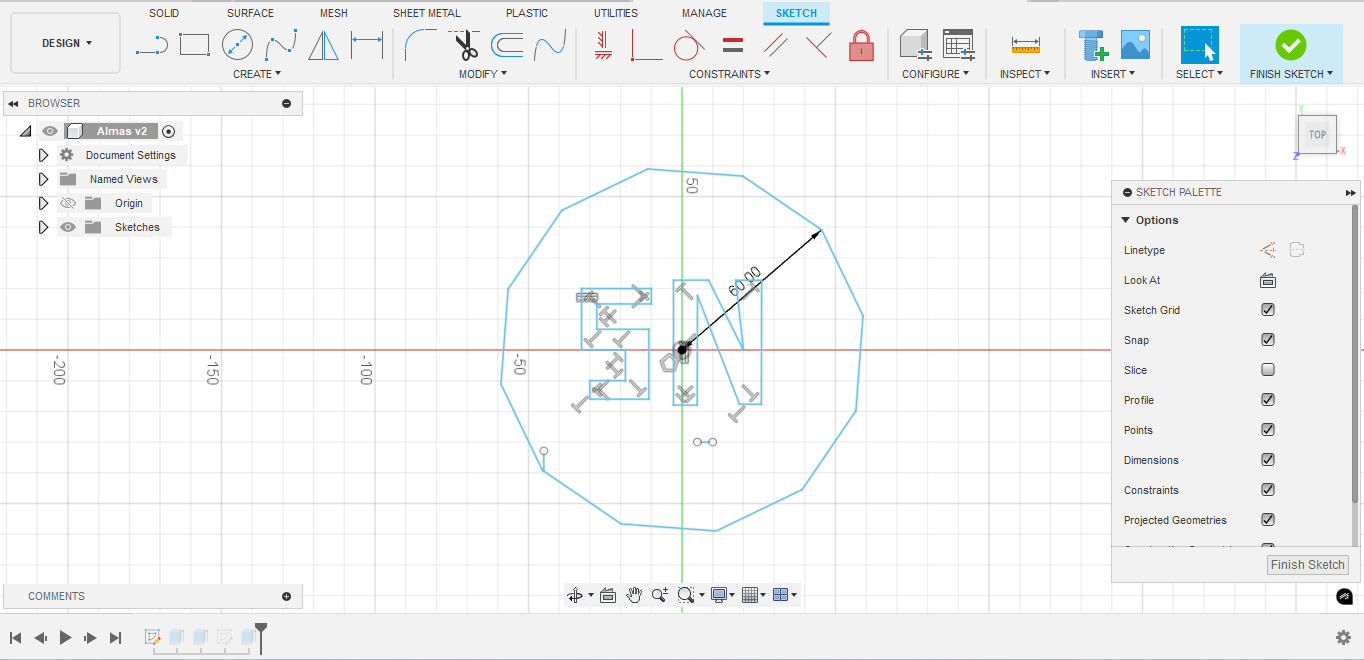 SOLID SURFACE MESH SHEET METAL PLASTIC UTILITIES MANAGE SKETCH
DESIGN
CREATE MODIFY CONSTRAINTS CONFIGURE INSPECT INSERT SELECT FINISH SKETCH
BROWSER
Almas v2
Document Settings
Named Views
Origin
Sketches
TOP
Y
X
Z
50
60.00
-200
-150
-100
-50
SKETCH PALETTE
Options
Linetype
Look At
Sketch Grid
Snap
Slice
Profile
Points
Dimensions
Constraints
Projected Geometries
Finish Sketch
COMMENTS